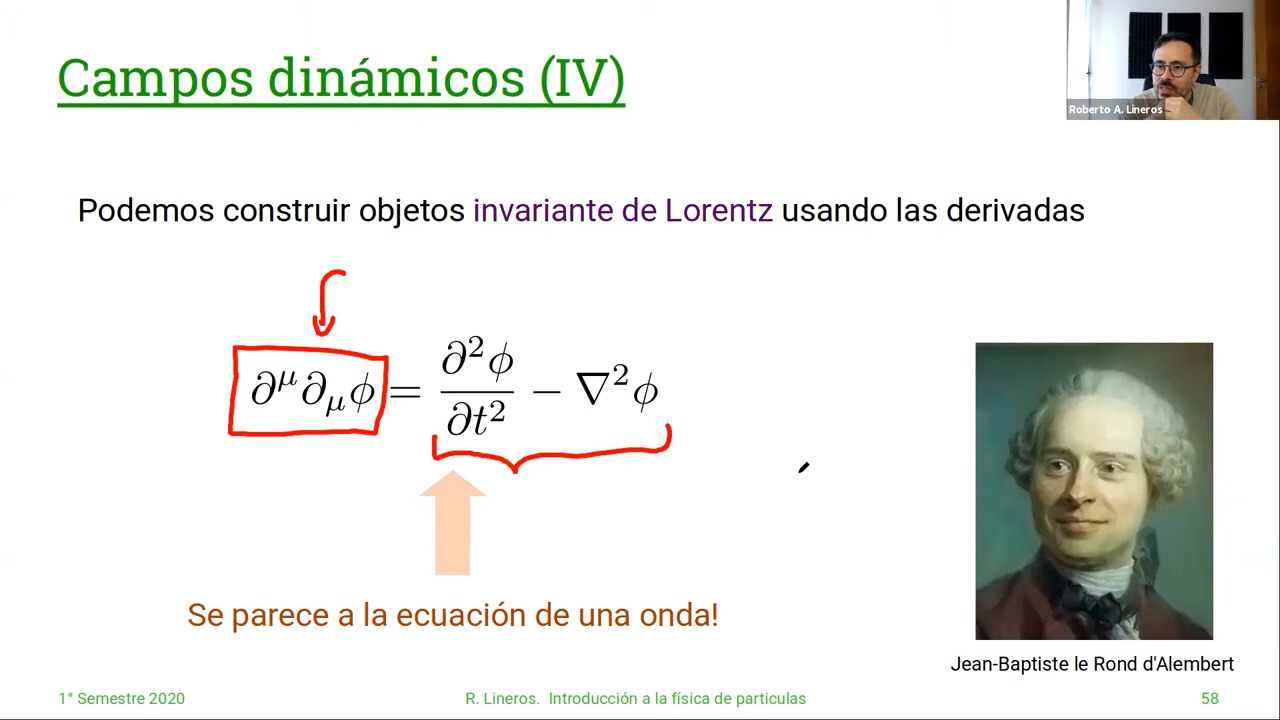 Campos dinámicos (IV)
Roberto A. Lineros
Podemos construir objetos invariante de Lorentz usando las derivadas
∂^μ ∂_μ ϕ = ∂²ϕ/∂t² − ∇²ϕ
Se parece a la ecuación de una onda!
Jean-Baptiste le Rond d'Alembert
1° Semestre 2020
R. Lineros. Introducción a la física de particulas
58